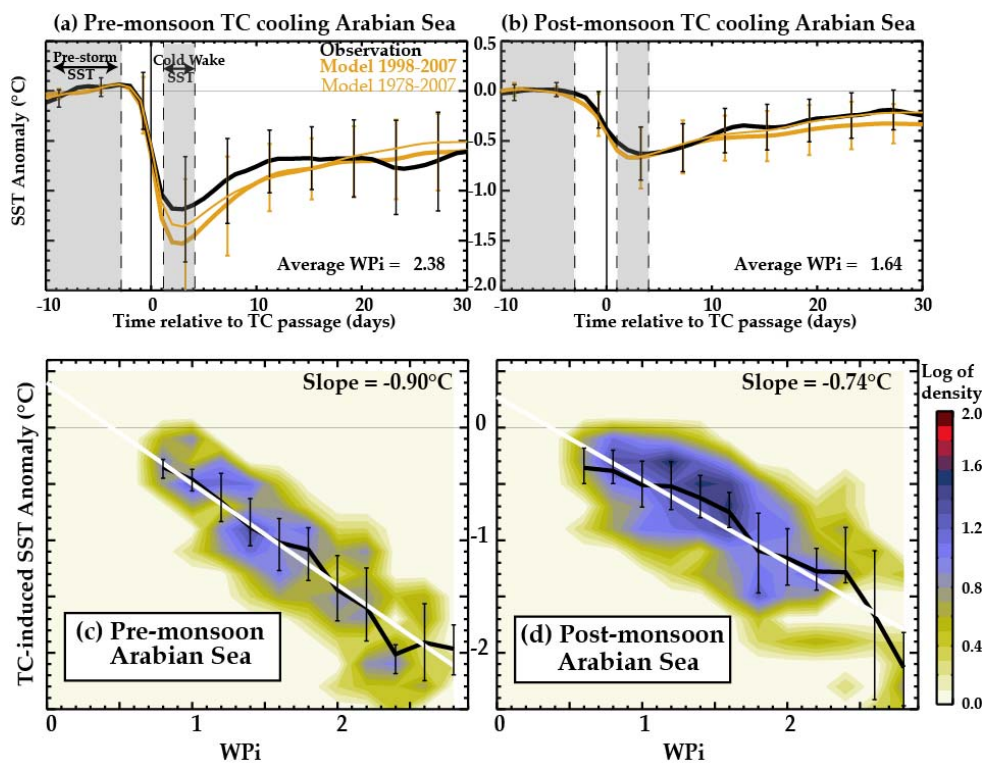 (a) Pre-monsoon TC cooling Arabian Sea
(b) Post-monsoon TC cooling Arabian Sea
Pre-storm
SST
Cold Wake
SST
Observation
Model 1998-2007
Model 1978-2007
SST Anomaly (°C)
0.5
0.0
-0.5
-1.0
-1.5
-2.0
Average WPi = 2.38
Average WPi = 1.64
-10 0 10 20 30
-10 0 10 20 30
Time relative to TC passage (days)
Time relative to TC passage (days)
TC-induced SST Anomaly (°C)
Slope = -0.90°C
Slope = -0.74°C
0
-1
-2
(c) Pre-monsoon
Arabian Sea
(d) Post-monsoon
Arabian Sea
0 1 2
0 1 2
WPi
WPi
Log of
density
2.0
1.6
1.2
0.8
0.4
0.0